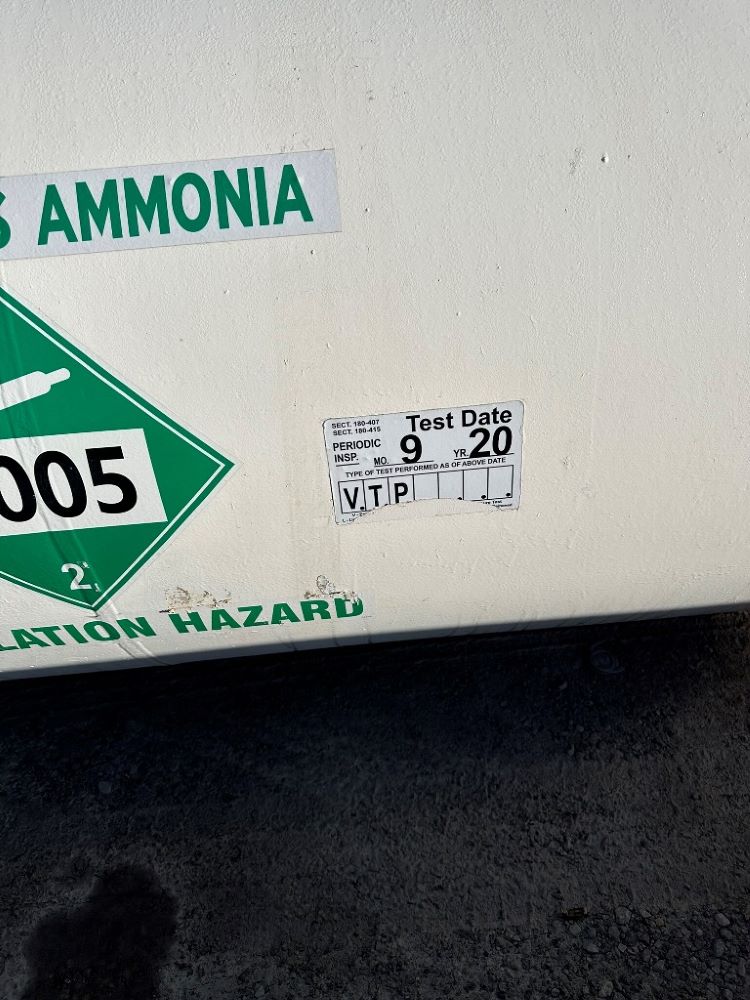 S AMMONIA
005
2
LATION HAZARD
SECT. 180-407
SECT. 180-415
Test Date
PERIODIC
INSP. MO. 9 YR. 20
TYPE OF TEST PERFORMED AS OF ABOVE DATE
V T P